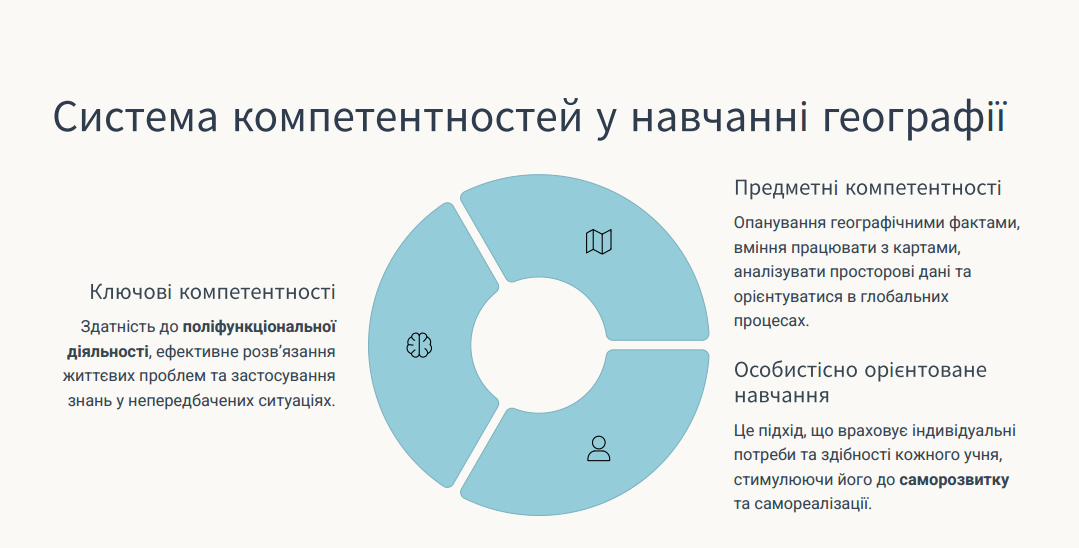 Система компетентностей у навчанні географії
Предметні компетентності
Опанування географічними фактами,
вміння працювати з картами,
аналізувати просторові дані та
орієнтуватися в глобальних
процесах.
Ключові компетентності
Здатність до поліфункціональної
діяльності, ефективне розв’язання
життєвих проблем та застосування
знань у непередбачених ситуаціях.
Особистісно орієнтоване
навчання
Це підхід, що враховує індивідуальні
потреби та здібності кожного учня,
стимулюючи його до саморозвитку
та самореалізації.